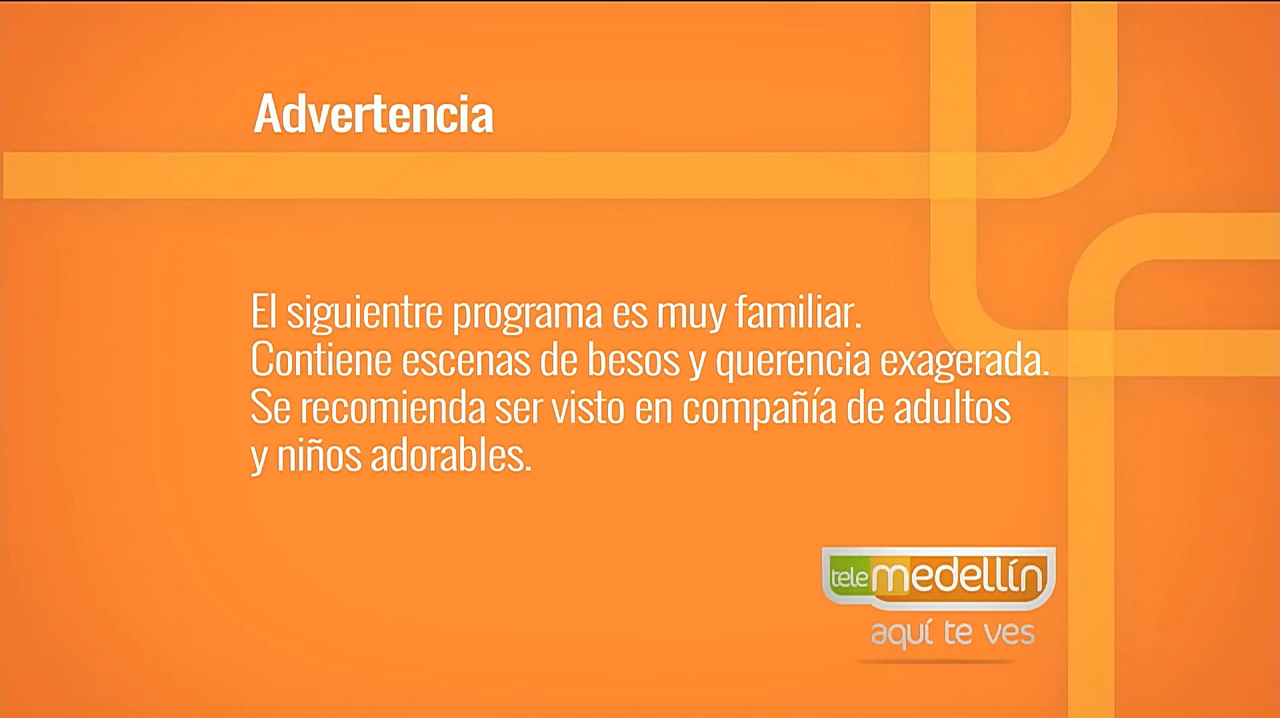 Advertencia
El siguientre programa es muy familiar.
Contiene escenas de besos y querencia exagerada.
Se recomienda ser visto en compañía de adultos
y niños adorables.
tele medellín
aquí te ves